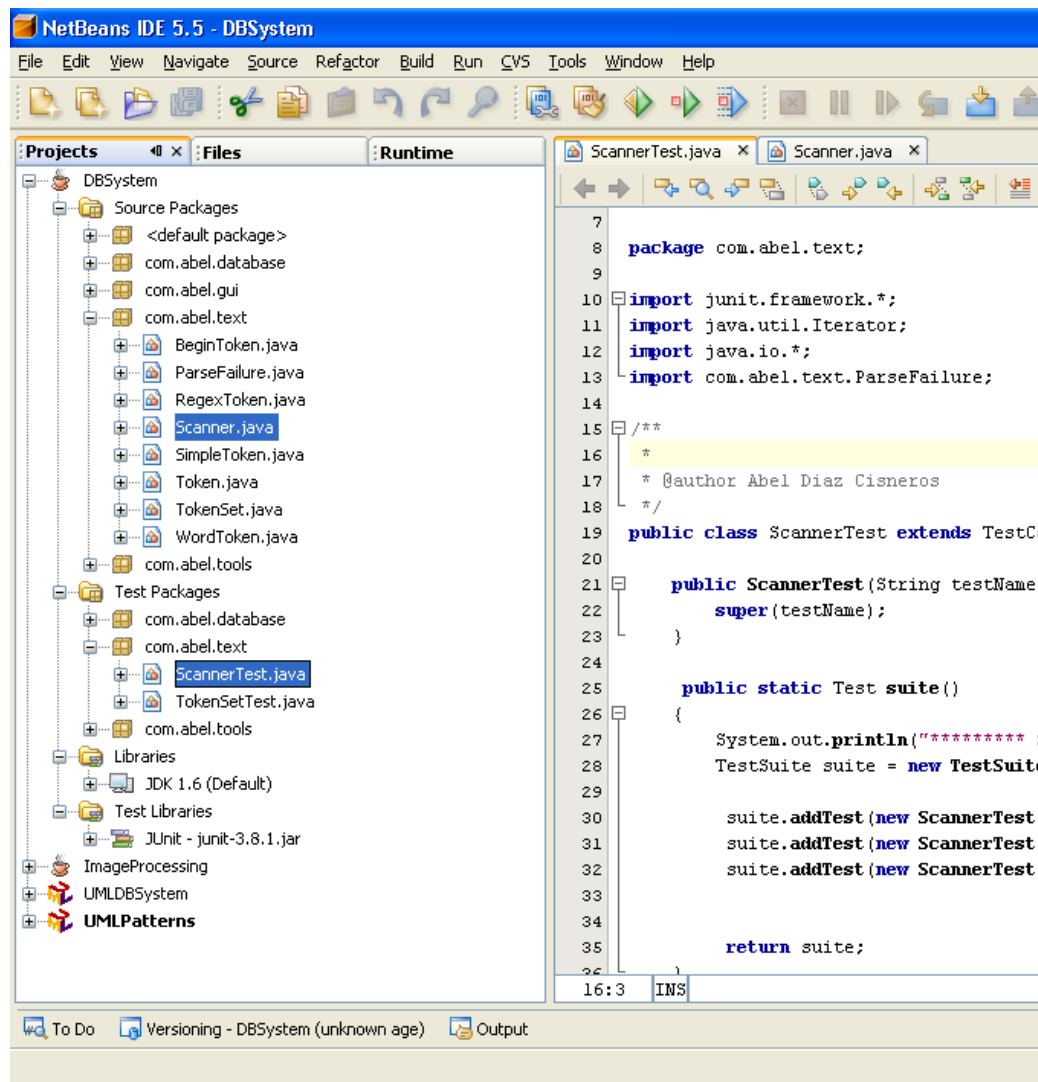 NetBeans IDE 5.5 - DBSystem
File Edit View Navigate Source Refactor Build Run CVS Tools Window Help
Projects Files Runtime
DBSystem
Source Packages
<default package>
com.abel.database
com.abel.gui
com.abel.text
BeginToken.java
ParseFailure.java
RegexToken.java
Scanner.java
SimpleToken.java
Token.java
TokenSet.java
WordToken.java
com.abel.tools
Test Packages
com.abel.database
com.abel.text
ScannerTest.java
TokenSetTest.java
com.abel.tools
Libraries
JDK 1.6 (Default)
Test Libraries
JUnit - junit-3.8.1.jar
ImageProcessing
UMLDBSystem
UMLPatterns
ScannerTest.java Scanner.java
7
8 package com.abel.text;
9
10 import junit.framework.*;
11 import java.util.Iterator;
12 import java.io.*;
13 import com.abel.text.ParseFailure;
14
15 /**
16 *
17 * @author Abel Diaz Cisneros
18 */
19 public class ScannerTest extends TestC
20
21 public ScannerTest(String testName
22 super(testName);
23 }
24
25 public static Test suite()
26 {
27 System.out.println("*********
28 TestSuite suite = new TestSuite
29
30 suite.addTest(new ScannerTest
31 suite.addTest(new ScannerTest
32 suite.addTest(new ScannerTest
33
34
35 return suite;
36 }
16:3 INS
To Do Versioning - DBSystem (unknown age) Output